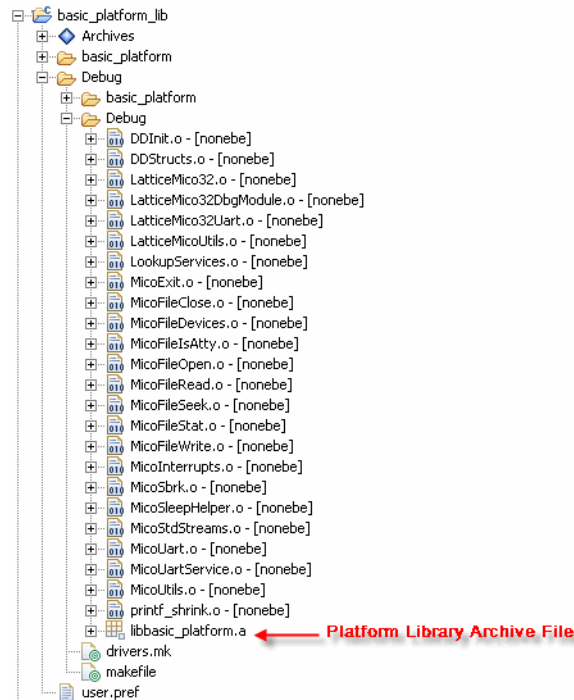 basic_platform_lib
Archives
basic_platform
Debug
basic_platform
Debug
DDInit.o - [nonebe]
DDStructs.o - [nonebe]
LatticeMico32.o - [nonebe]
LatticeMico32DbgModule.o - [nonebe]
LatticeMico32Uart.o - [nonebe]
LatticeMicoUtils.o - [nonebe]
LookupServices.o - [nonebe]
MicoExit.o - [nonebe]
MicoFileClose.o - [nonebe]
MicoFileDevices.o - [nonebe]
MicoFileIsAtty.o - [nonebe]
MicoFileOpen.o - [nonebe]
MicoFileRead.o - [nonebe]
MicoFileSeek.o - [nonebe]
MicoFileStat.o - [nonebe]
MicoFileWrite.o - [nonebe]
MicoInterrupts.o - [nonebe]
MicoSbrk.o - [nonebe]
MicoSleepHelper.o - [nonebe]
MicoStdStreams.o - [nonebe]
MicoUart.o - [nonebe]
MicoUartService.o - [nonebe]
MicoUtils.o - [nonebe]
printf_shrink.o - [nonebe]
libbasic_platform.a Platform Library Archive File
drivers.mk
makefile
user.pref